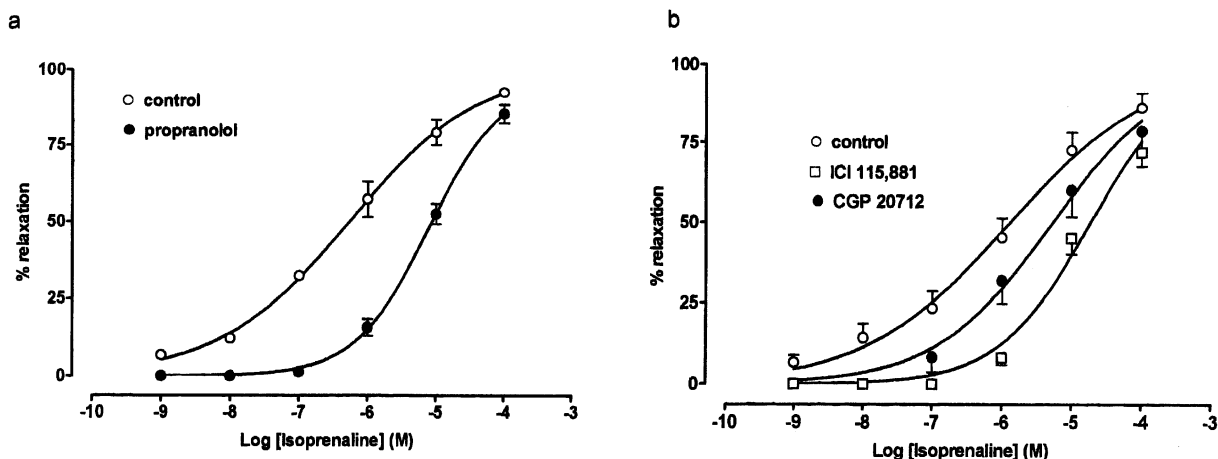 a
100
75
50
25
0
% relaxation
control
propranolol
-10 -9 -8 -7 -6 -5 -4 -3
Log [Isoprenaline] (M)
b
100
75
50
25
0
% relaxation
control
ICI 115,881
CGP 20712
-10 -9 -8 -7 -6 -5 -4 -3
Log [Isoprenaline] (M)